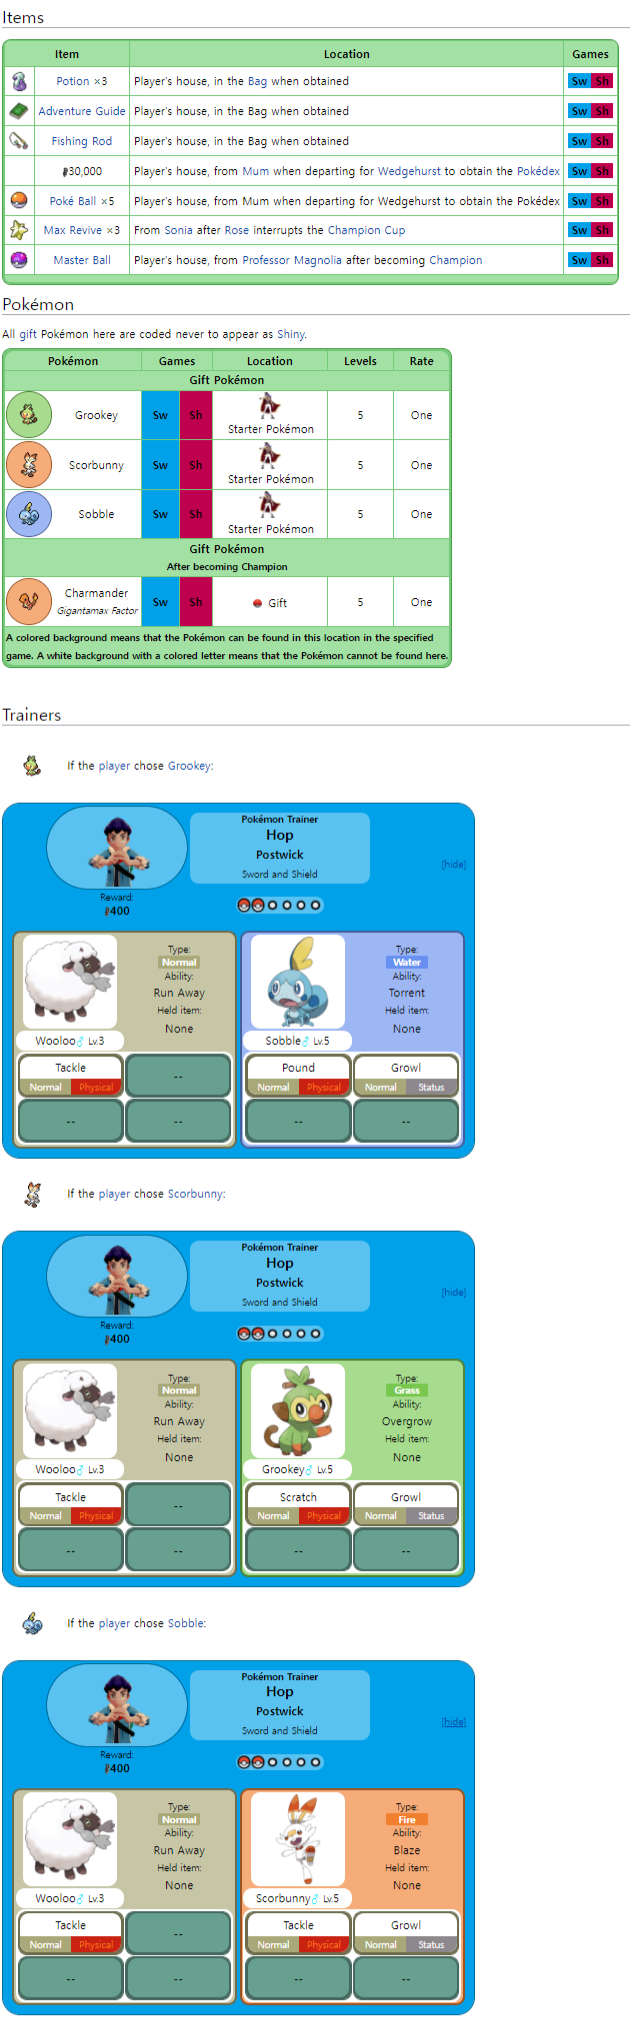 Items
Item Location Games
Potion ×3 Player's house, in the Bag when obtained Sw Sh
Adventure Guide Player's house, in the Bag when obtained Sw Sh
Fishing Rod Player's house, in the Bag when obtained Sw Sh
₽30,000 Player's house, from Mum when departing for Wedgehurst to obtain the Pokédex Sw Sh
Poké Ball ×5 Player's house, from Mum when departing for Wedgehurst to obtain the Pokédex Sw Sh
Max Revive ×3 From Sonia after Rose interrupts the Champion Cup Sw Sh
Master Ball Player's house, from Professor Magnolia after becoming Champion Sw Sh
Pokémon
All gift Pokémon here are coded never to appear as Shiny.
Pokémon Games Location Levels Rate
Gift Pokémon
Grookey Sw Sh Starter Pokémon 5 One
Scorbunny Sw Sh Starter Pokémon 5 One
Sobble Sw Sh Starter Pokémon 5 One
Gift Pokémon
After becoming Champion
Charmander
Gigantamax Factor Sw Sh Gift 5 One
A colored background means that the Pokémon can be found in this location in the specified
game. A white background with a colored letter means that the Pokémon cannot be found here.
Trainers
If the player chose Grookey:
Pokémon Trainer
Hop
Postwick
Sword and Shield
[hide]
Reward:
₽400
Type:
Normal
Ability:
Run Away
Held item:
None
Wooloo♂ Lv.3
Type:
Water
Ability:
Torrent
Held item:
None
Sobble♂ Lv.5
Tackle
Normal Physical
--
-- --
Pound Growl
Normal Physical Normal Status
-- --
If the player chose Scorbunny:
Pokémon Trainer
Hop
Postwick
Sword and Shield
[hide]
Reward:
₽400
Type:
Normal
Ability:
Run Away
Held item:
None
Wooloo♂ Lv.3
Type:
Grass
Ability:
Overgrow
Held item:
None
Grookey♂ Lv.5
Tackle
Normal Physical
--
-- --
Scratch Growl
Normal Physical Normal Status
-- --
If the player chose Sobble:
Pokémon Trainer
Hop
Postwick
Sword and Shield
[hide]
Reward:
₽400
Type:
Normal
Ability:
Run Away
Held item:
None
Wooloo♂ Lv.3
Type:
Fire
Ability:
Blaze
Held item:
None
Scorbunny♂ Lv.5
Tackle
Normal Physical
--
-- --
Tackle Growl
Normal Physical Normal Status
-- --